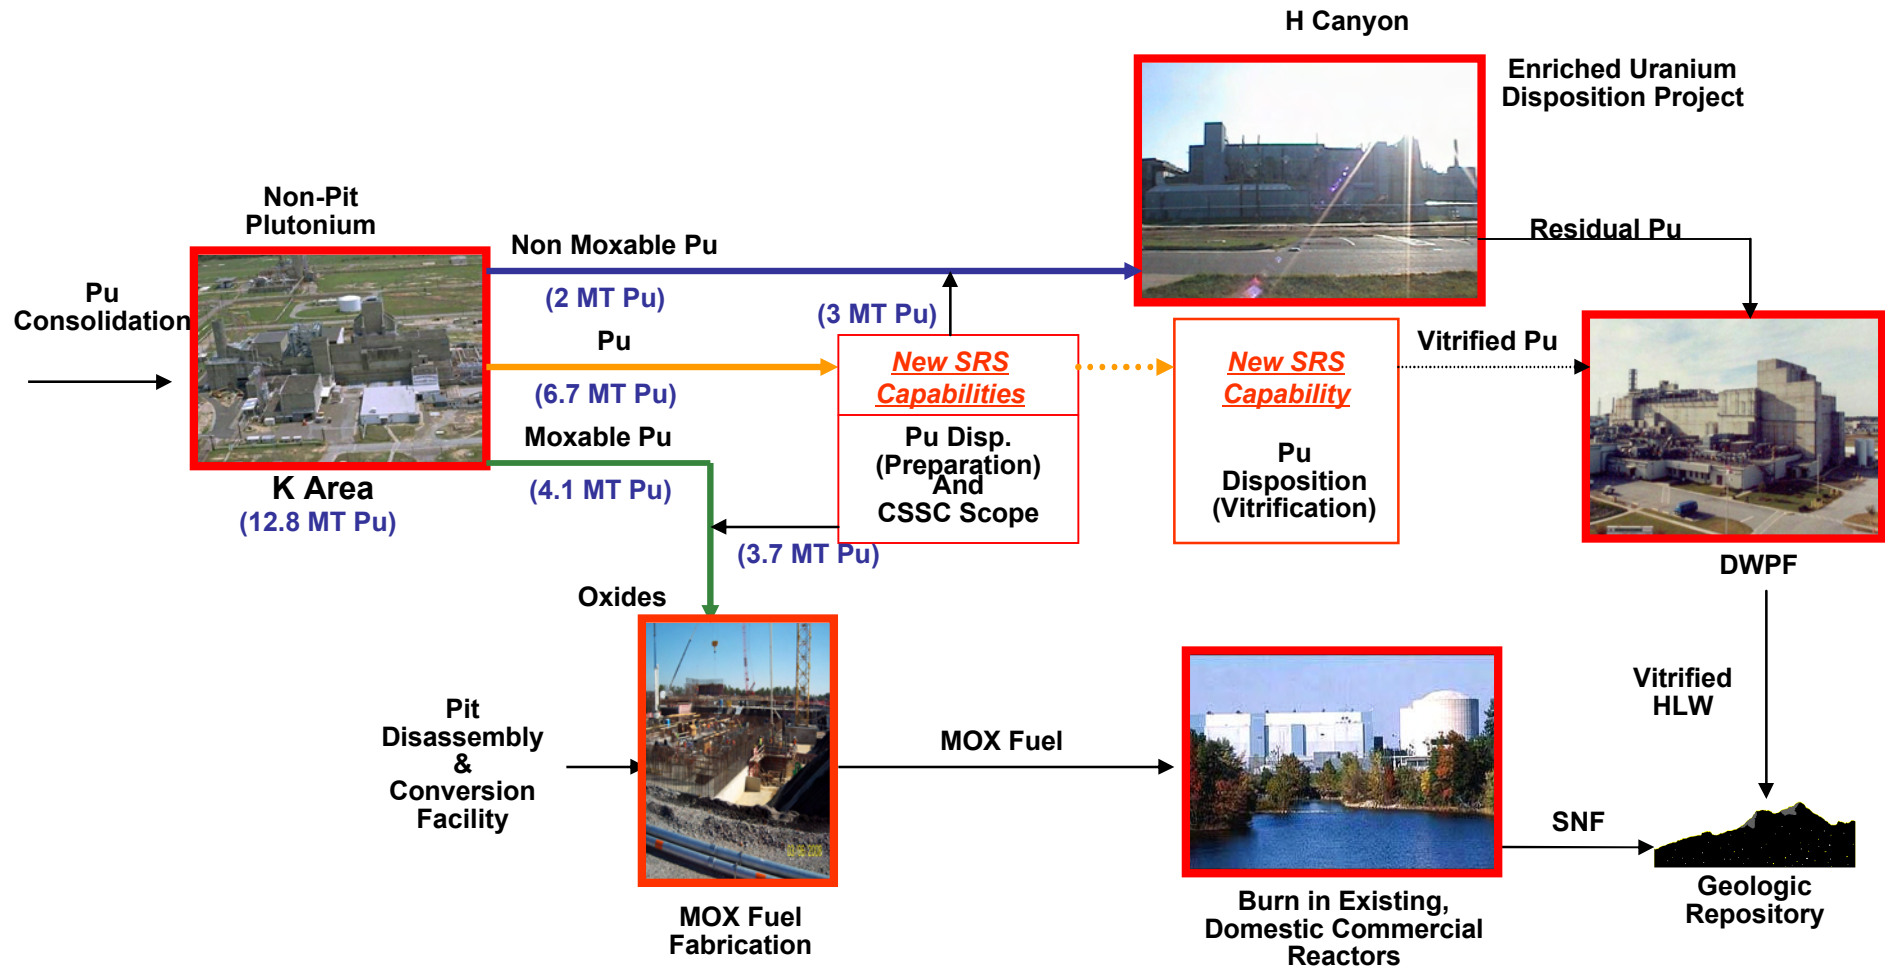 H Canyon
Enriched Uranium
Disposition Project
Non-Pit
Plutonium
Non Moxable Pu
Residual Pu
Pu
Consolidation
(2 MT Pu)
(3 MT Pu)
Pu
(6.7 MT Pu)
New SRS
Capabilities
New SRS
Capability
Vitrified Pu
Moxable Pu
(4.1 MT Pu)
Pu Disp.
(Preparation)
And
CSSC Scope
Pu
Disposition
(Vitrification)
K Area
(12.8 MT Pu)
(3.7 MT Pu)
DWPF
Oxides
Pit
Disassembly
&
Conversion
Facility
MOX Fuel
Vitrified
HLW
SNF
MOX Fuel
Fabrication
Burn in Existing,
Domestic Commercial
Reactors
Geologic
Repository